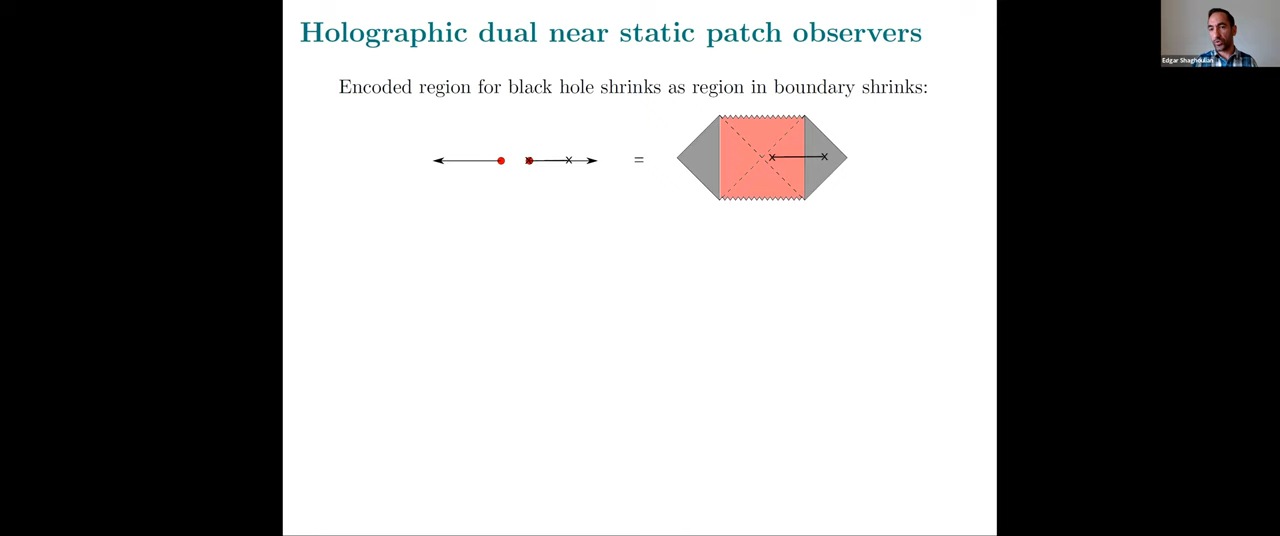 Holographic dual near static patch observers
Edgar Shaghoulian
Encoded region for black hole shrinks as region in boundary shrinks:
=